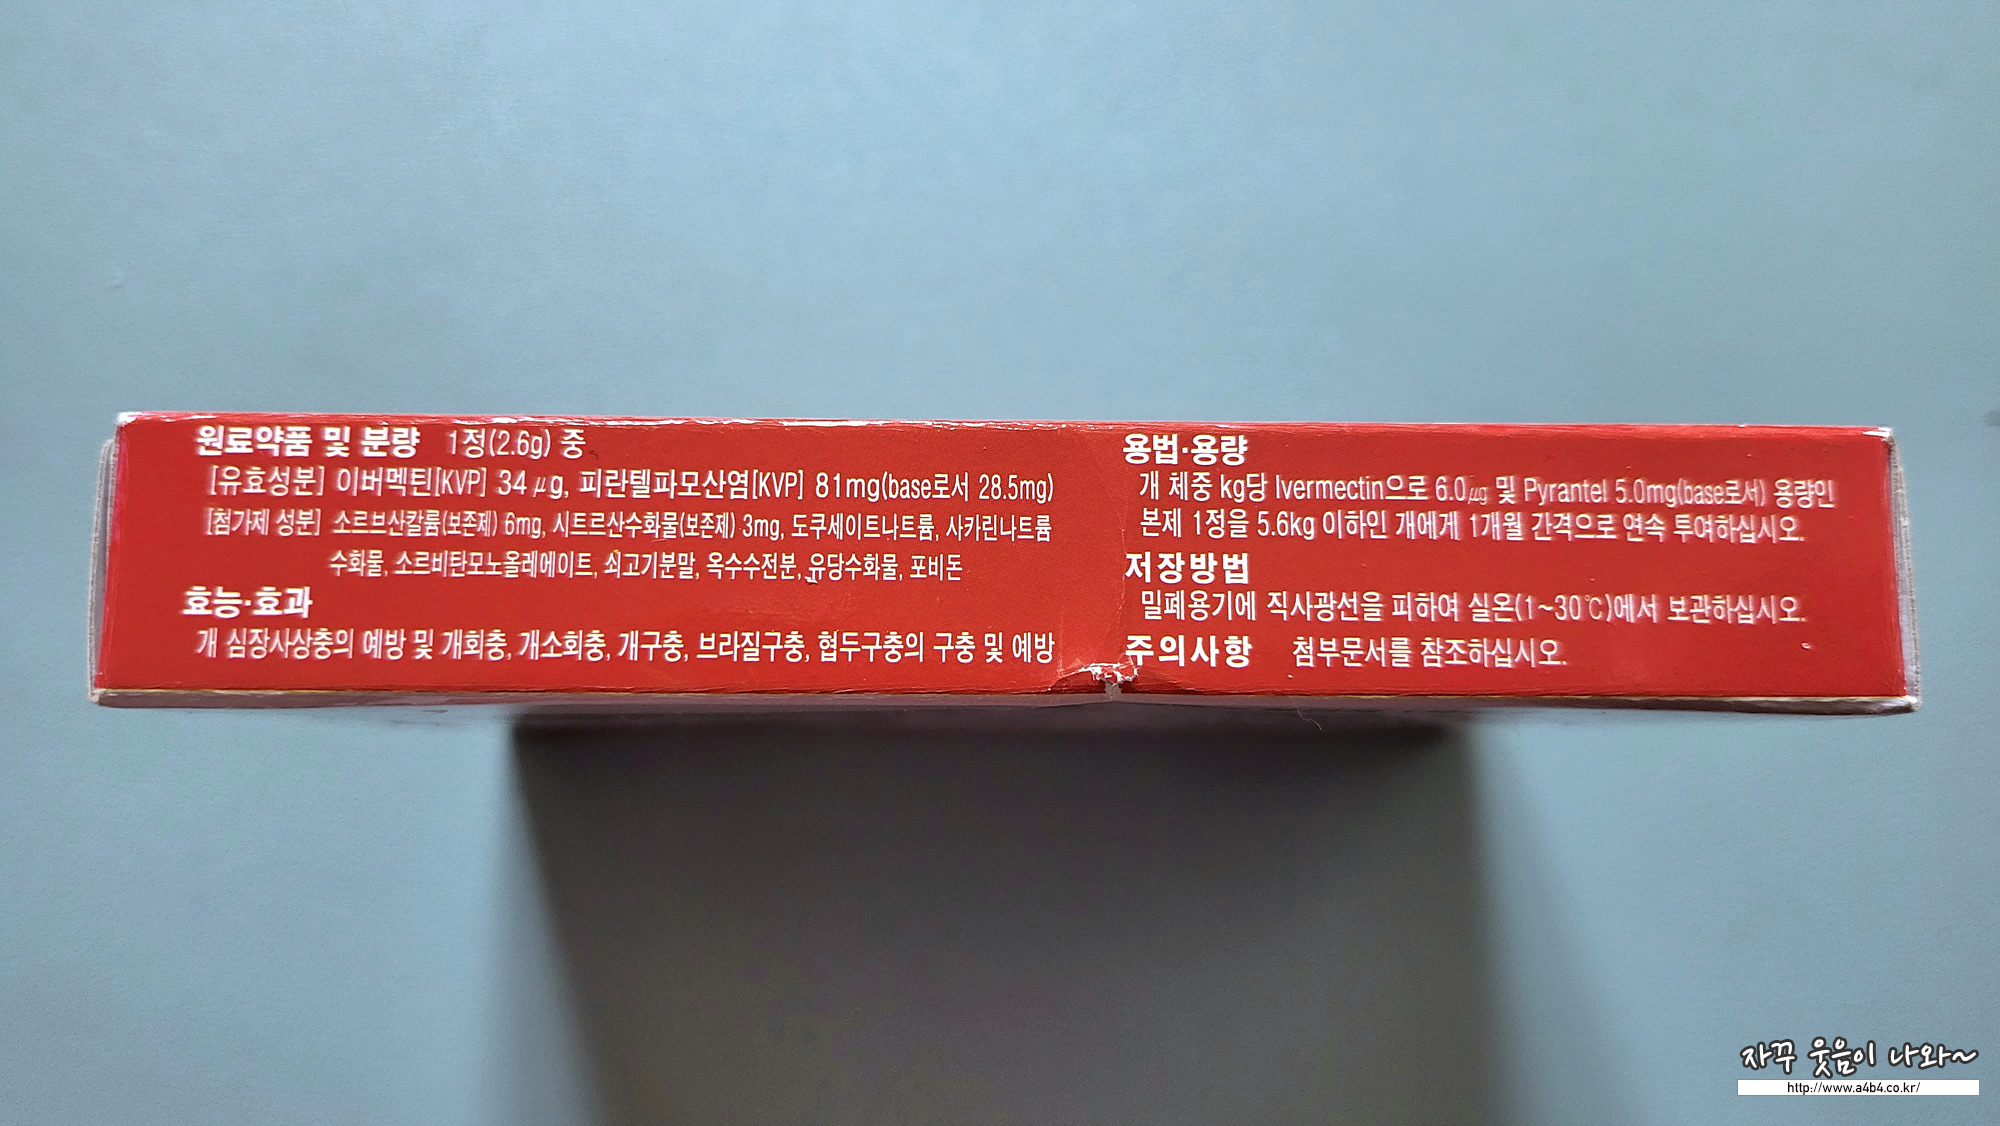 원료약품 및 분량 1정(2.6g) 중
[유효성분] 이버멕틴[KVP] 34㎍, 피란텔파모산염[KVP] 81mg(base로서 28.5mg)
[첨가제 성분] 소르브산칼륨(보존제) 6mg, 시트르산수화물(보존제) 3mg, 도쿠세이트나트륨, 사카린나트륨
수화물, 소르비탄모노올레에이트, 쇠고기분말, 옥수수전분, 유당수화물, 포비돈
효능·효과
개 심장사상충의 예방 및 개회충, 개소회충, 개구충, 브라질구충, 협두구충의 구충 및 예방
용법·용량
개 체중 kg당 Ivermectin으로 6.0㎍ 및 Pyrantel 5.0mg(base로서) 용량인
본제 1정을 5.6kg 이하인 개에게 1개월 간격으로 연속 투여하십시오.
저장방법
밀폐용기에 직사광선을 피하여 실온(1~30℃)에서 보관하십시오.
주의사항 첨부문서를 참조하십시오.
자꾸 웃음이 나와~
http://www.a4b4.co.kr/